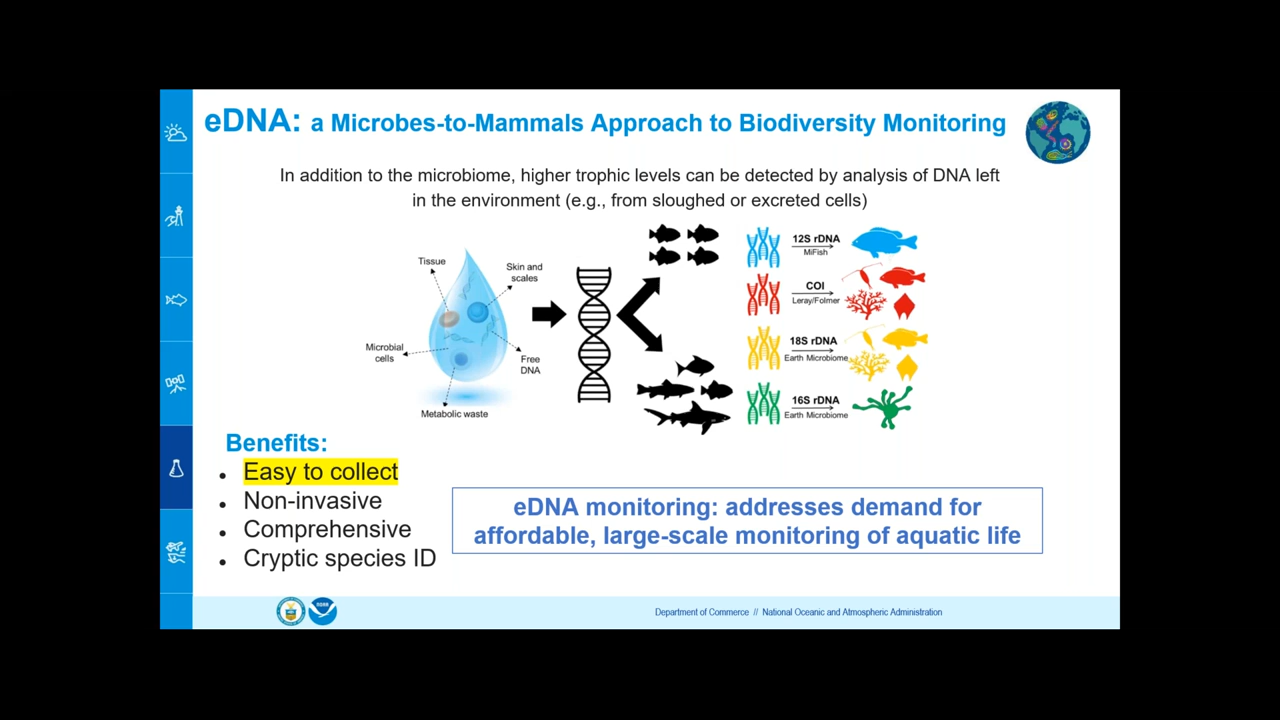 eDNA: a Microbes-to-Mammals Approach to Biodiversity Monitoring
In addition to the microbiome, higher trophic levels can be detected by analysis of DNA left
in the environment (e.g., from sloughed or excreted cells)
Tissue
Skin and
scales
Microbial
cells
Free
DNA
Metabolic waste
12S rDNA
MiFish
COI
Leray/Folmer
18S rDNA
Earth Microbiome
16S rDNA
Earth Microbiome
Benefits:
• Easy to collect
• Non-invasive
• Comprehensive
• Cryptic species ID
eDNA monitoring: addresses demand for
affordable, large-scale monitoring of aquatic life
Department of Commerce // National Oceanic and Atmospheric Administration